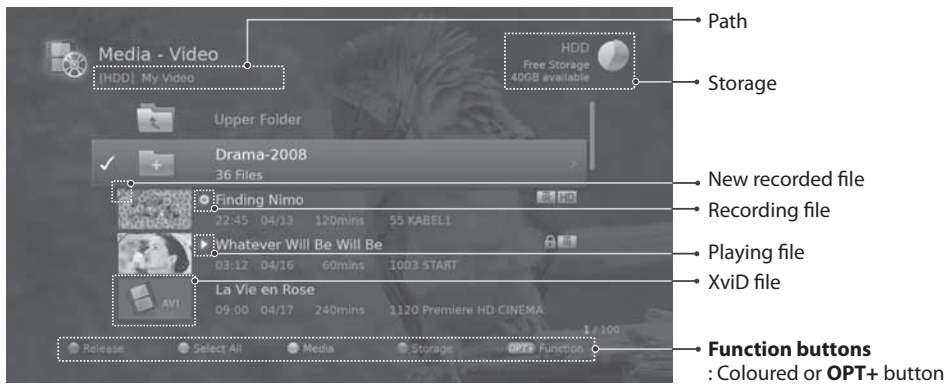 Media - Video
[HDD] My Video
HDD
Free Storage
40GB available
Upper Folder
Drama-2008
36 Files
Finding Nimo
HD
22:45 04/13 120mins 55 KABEL1
Whatever Will Be Will Be
03:12 04/16 60mins 1003 START
AVI
La Vie en Rose
09:00 04/17 240mins 1120 Premiere HD CINEMA
1 / 100
Release Select All Media Storage OPT+ Function
Path
Storage
New recorded file
Recording file
Playing file
XviD file
Function buttons
: Coloured or OPT+ button